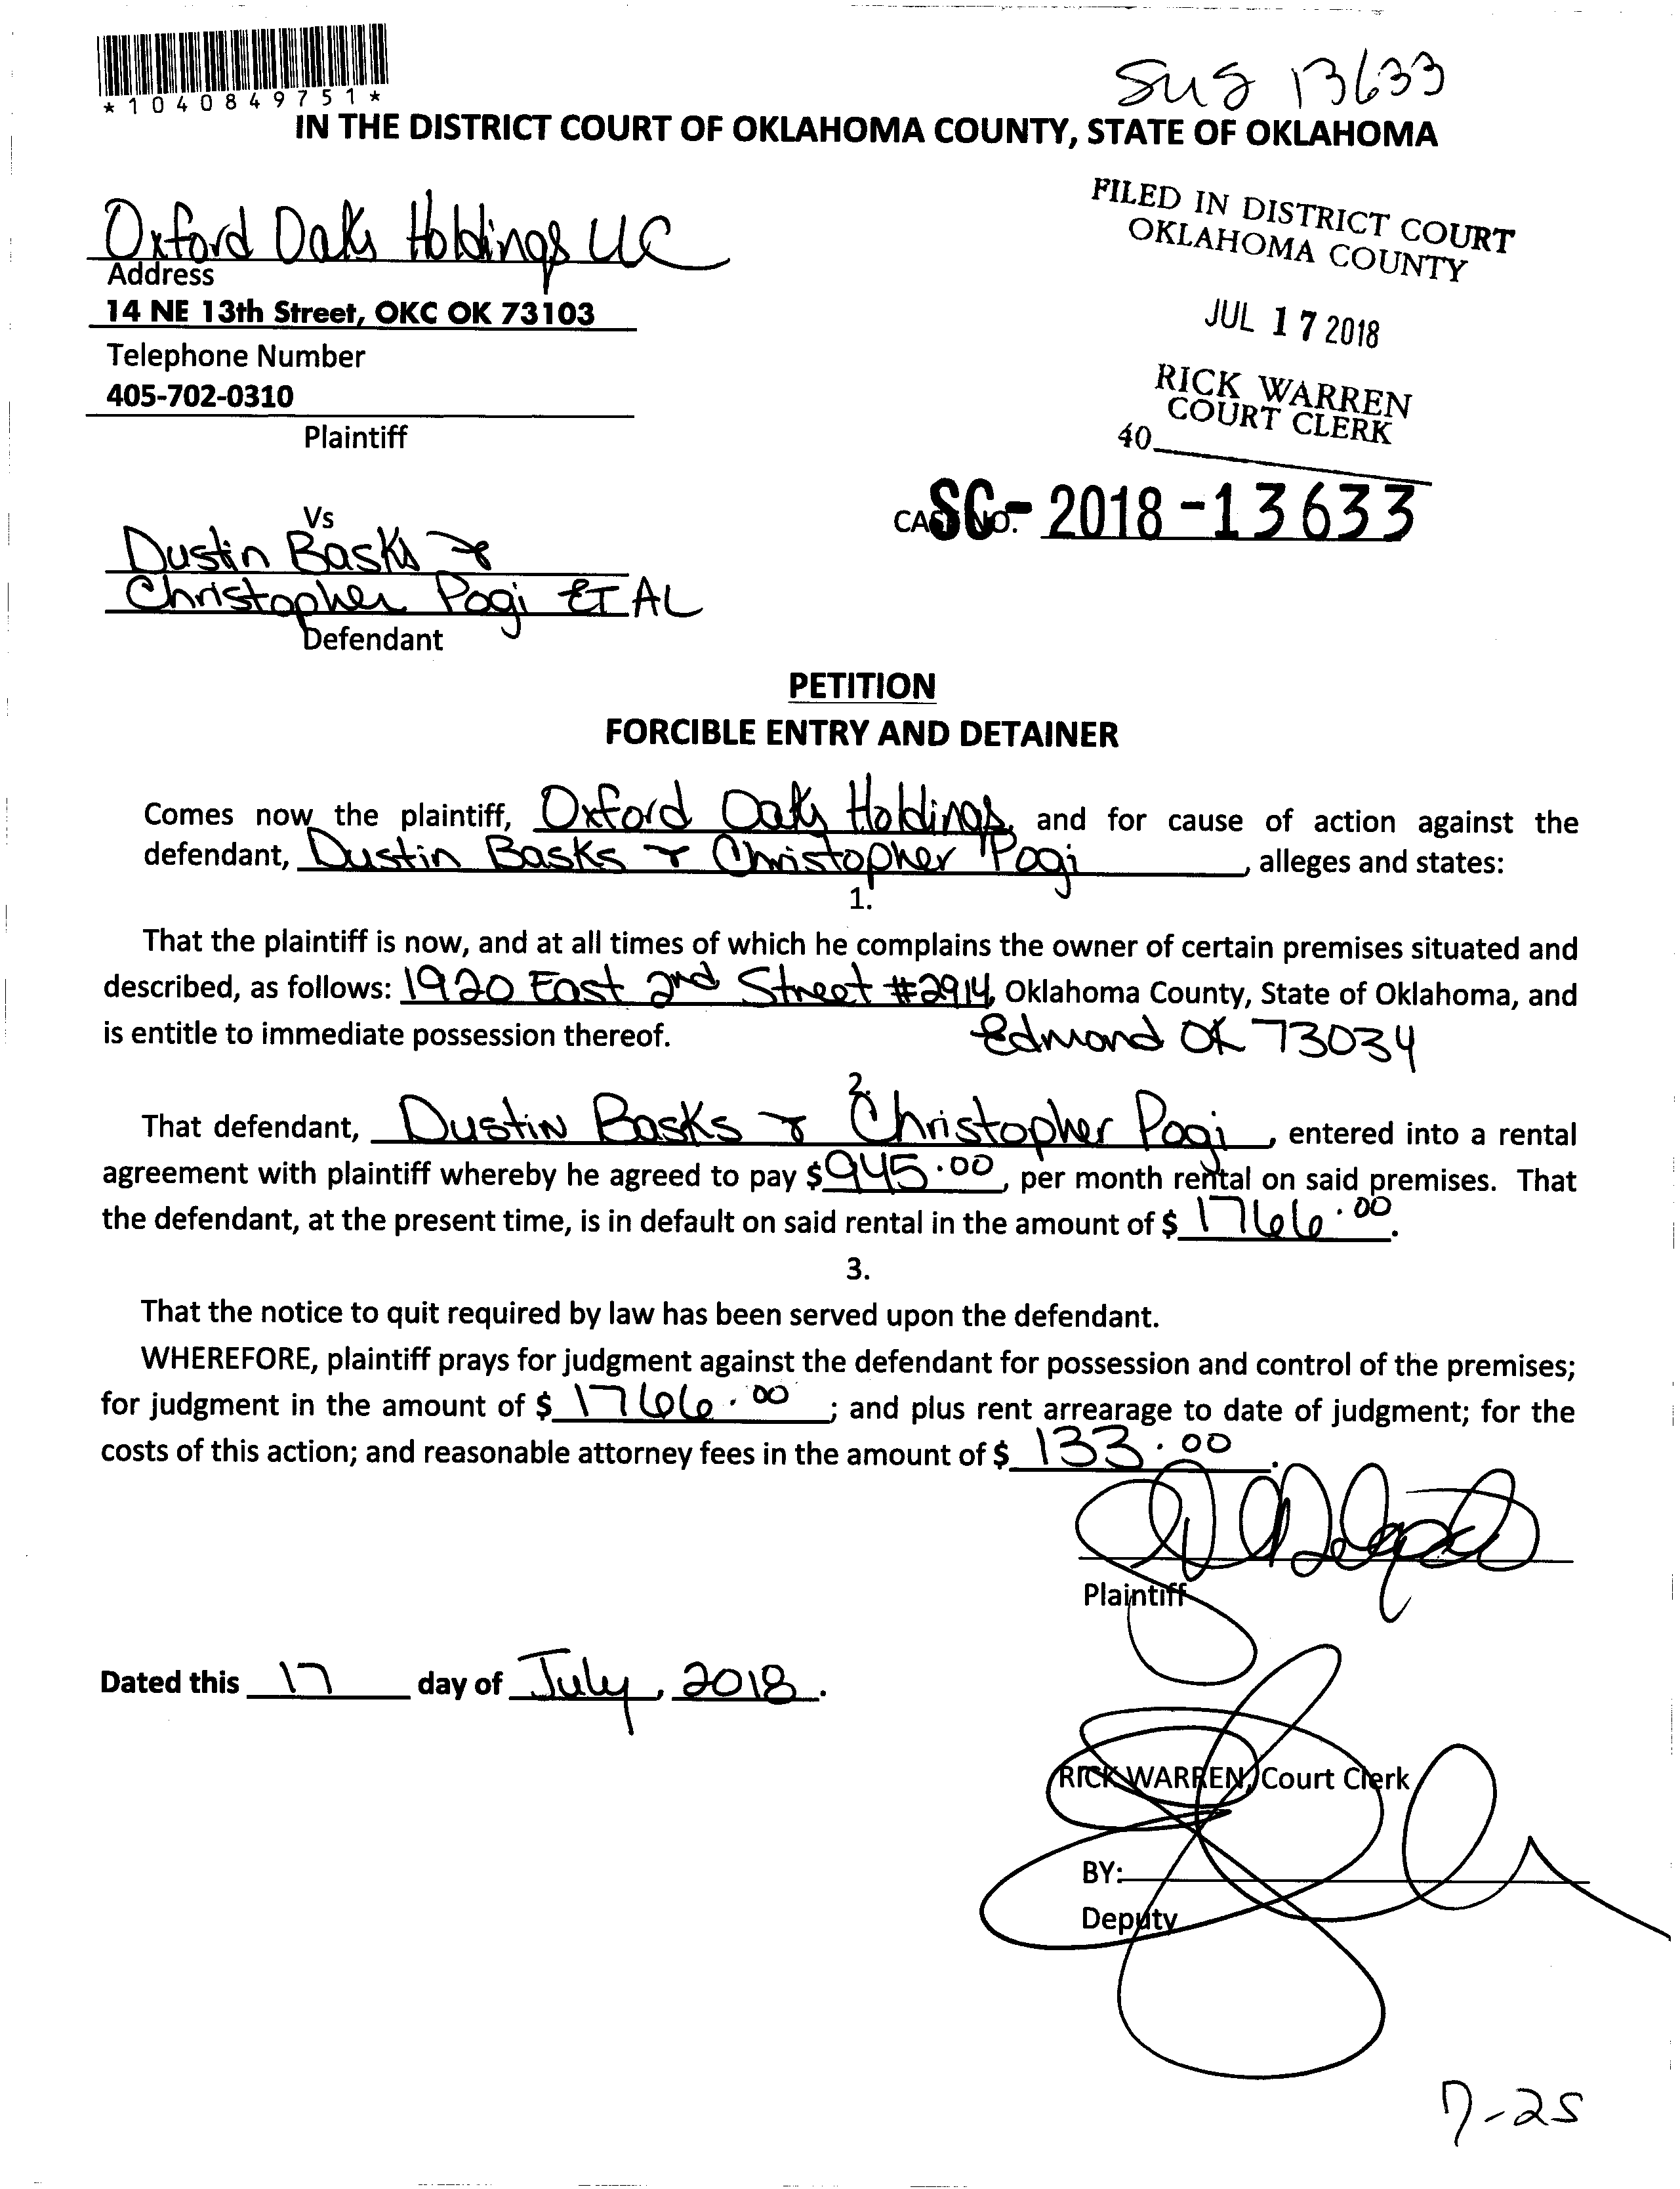 *1040849751*
13633
IN THE DISTRICT COURT OF OKLAHOMA COUNTY, STATE OF OKLAHOMA
FILED IN DISTRICT COURT
OKLAHOMA COUNTY
JUL 17 2018
RICK WARREN
COURT CLERK
40
Oxford Oaks Holdings LLC
Address
14 NE 13th Street, OKC OK 73103
Telephone Number
405-702-0310
Plaintiff
Vs
CASE NO. SC-2018-13633
Dustin Basks &
Christopher Pogi ET AL
Defendant
PETITION
FORCIBLE ENTRY AND DETAINER
Comes now the plaintiff, Oxford Oaks Holdings, and for cause of action against the
defendant, Dustin Basks & Christopher Pogi, alleges and states:
1.
That the plaintiff is now, and at all times of which he complains the owner of certain premises situated and
described, as follows: 1920 East 2nd Street #2914, Oklahoma County, State of Oklahoma, and
is entitle to immediate possession thereof. Edmond OK 73034
2.
That defendant, Dustin Basks & Christopher Pogi, entered into a rental
agreement with plaintiff whereby he agreed to pay $945.00, per month rental on said premises. That
the defendant, at the present time, is in default on said rental in the amount of $1766.00.
3.
That the notice to quit required by law has been served upon the defendant.
WHEREFORE, plaintiff prays for judgment against the defendant for possession and control of the premises;
for judgment in the amount of $1766.00; and plus rent arrearage to date of judgment; for the
costs of this action; and reasonable attorney fees in the amount of $133.00.
Plaintiff
Dated this 17 day of July, 2018.
RICK WARREN, Court Clerk
BY:
Deputy
7-25